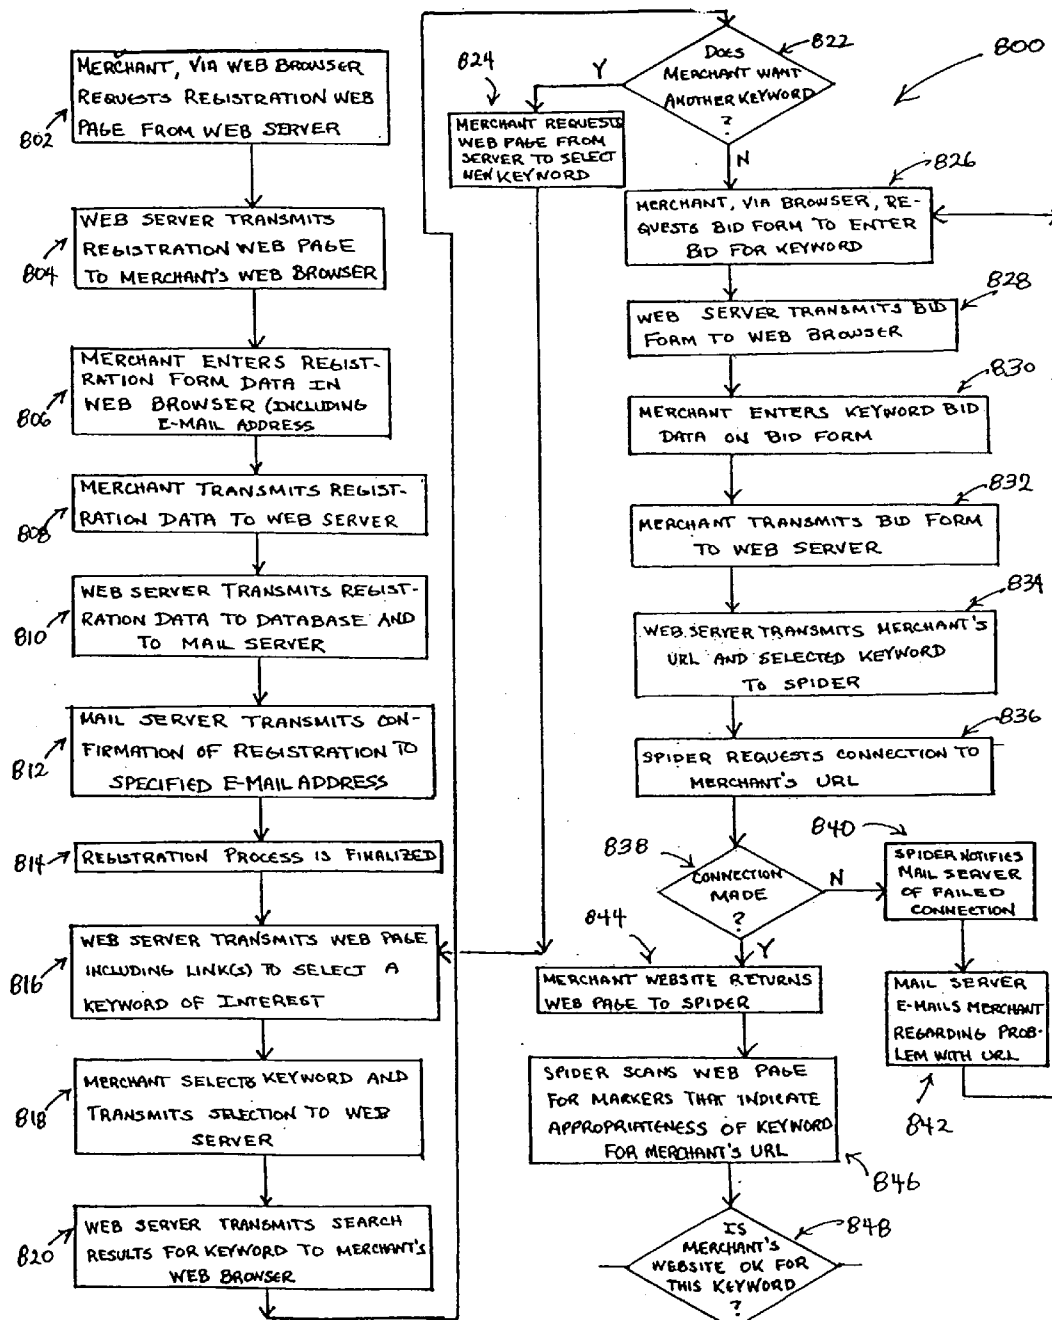 MERCHANT, VIA WEB BROWSER
REQUESTS REGISTRATION WEB
PAGE FROM WEB SERVER
802
WEB SERVER TRANSMITS
REGISTRATION WEB PAGE
TO MERCHANT'S WEB BROWSER
804
MERCHANT ENTERS REGIST-
RATION FORM DATA IN
WEB BROWSER (INCLUDING
E-MAIL ADDRESS
806
MERCHANT TRANSMITS REGIST-
RATION DATA TO WEB SERVER
808
WEB SERVER TRANSMITS REGIST-
RATION DATA TO DATABASE AND
TO MAIL SERVER
810
MAIL SERVER TRANSMITS CON-
FIRMATION OF REGISTRATION TO
SPECIFIED E-MAIL ADDRESS
812
REGISTRATION PROCESS IS FINALIZED
814
WEB SERVER TRANSMITS WEB PAGE
INCLUDING LINK(S) TO SELECT A
KEYWORD OF INTEREST
816
MERCHANT SELECTS KEYWORD AND
TRANSMITS SELECTION TO WEB
SERVER
818
WEB SERVER TRANSMITS SEARCH
RESULTS FOR KEYWORD TO MERCHANT'S
WEB BROWSER
820
DOES
MERCHANT WANT
ANOTHER KEYWORD
?
822
800
Y
N
824
MERCHANT REQUESTS
WEB PAGE FROM
SERVER TO SELECT
NEW KEYWORD
826
MERCHANT, VIA BROWSER, RE-
QUESTS BID FORM TO ENTER
BID FOR KEYWORD
828
WEB SERVER TRANSMITS BID
FORM TO WEB BROWSER
830
MERCHANT ENTERS KEYWORD BID
DATA ON BID FORM
832
MERCHANT TRANSMITS BID FORM
TO WEB SERVER
834
WEB SERVER TRANSMITS MERCHANT'S
URL AND SELECTED KEYWORD
TO SPIDER
836
SPIDER REQUESTS CONNECTION TO
MERCHANT'S URL
838
CONNECTION
MADE
?
N
Y
840
SPIDER NOTIFIES
MAIL SERVER
OF FAILED
CONNECTION
MAIL SERVER
E-MAILS MERCHANT
REGARDING PROB-
LEM WITH URL
842
844
MERCHANT WEBSITE RETURNS
WEB PAGE TO SPIDER
SPIDER SCANS WEB PAGE
FOR MARKERS THAT INDICATE
APPROPRIATENESS OF KEYWORD
FOR MERCHANT'S URL
846
IS
MERCHANT'S
WEBSITE OK FOR
THIS KEYWORD
?
848